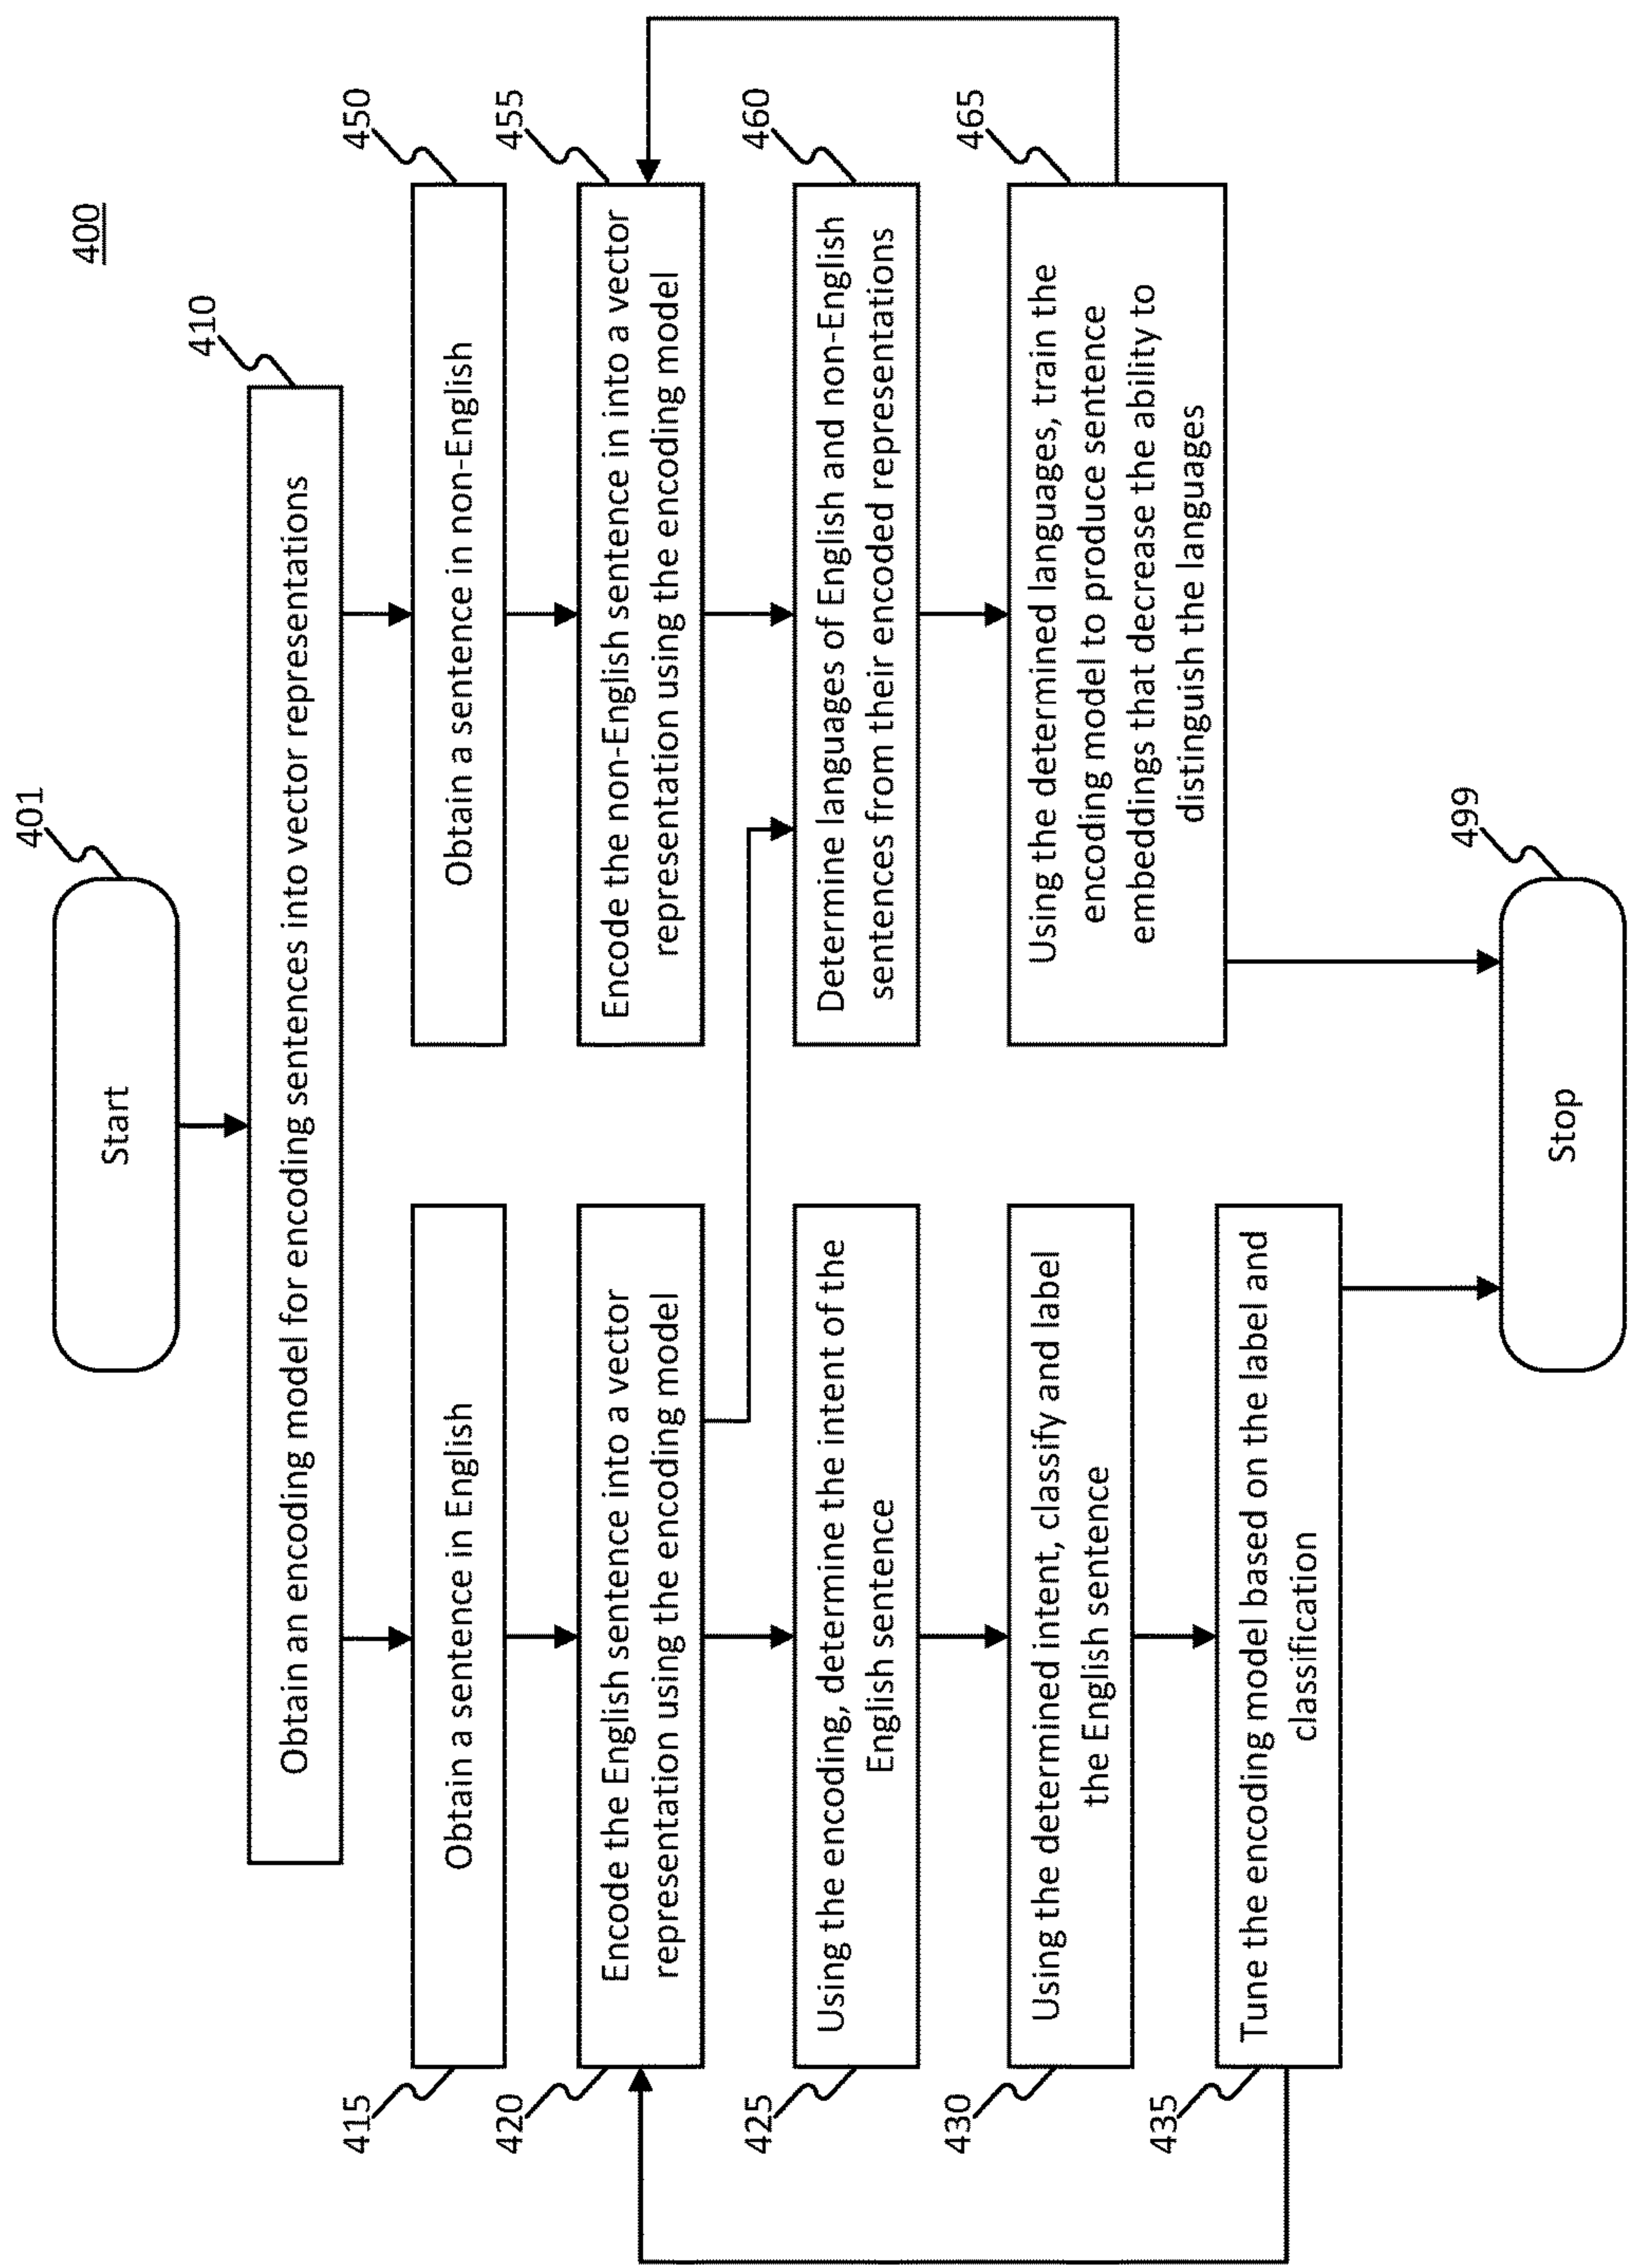 400
401
Start
410
Obtain an encoding model for encoding sentences into vector representations
415
Obtain a sentence in English
420
Encode the English sentence into a vector
representation using the encoding model
425
Using the encoding, determine the intent of the
English sentence
430
Using the determined intent, classify and label
the English sentence
435
Tune the encoding model based on the label and
classification
450
Obtain a sentence in non-English
455
Encode the non-English sentence in into a vector
representation using the encoding model
460
Determine languages of English and non-English
sentences from their encoded representations
465
Using the determined languages, train the
encoding model to produce sentence
embeddings that decrease the ability to
distinguish the languages
499
Stop